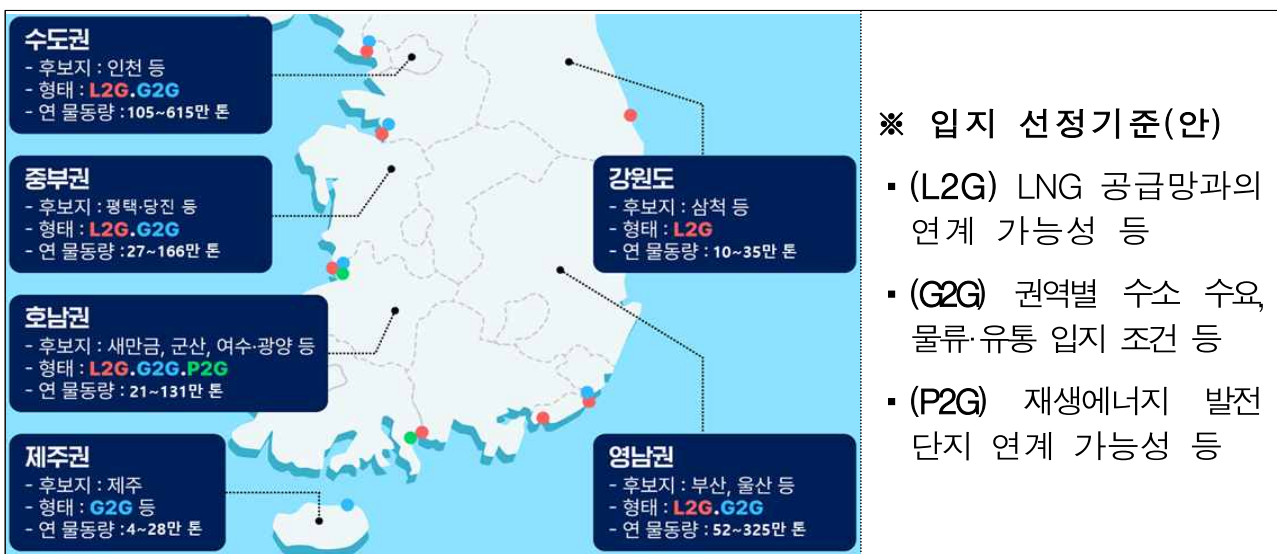 수도권
- 후보지 : 인천 등
- 형태 : L2G.G2G
- 연 물동량 : 105~615만 톤
중부권
- 후보지 : 평택·당진 등
- 형태 : L2G.G2G
- 연 물동량 : 27~166만 톤
호남권
- 후보지 : 새만금, 군산, 여수·광양 등
- 형태 : L2G.G2G.P2G
- 연 물동량 : 21~131만 톤
제주권
- 후보지 : 제주
- 형태 : G2G 등
- 연 물동량 : 4~28만 톤
강원도
- 후보지 : 삼척 등
- 형태 : L2G
- 연 물동량 : 10~35만 톤
영남권
- 후보지 : 부산, 울산 등
- 형태 : L2G.G2G
- 연 물동량 : 52~325만 톤
※ 입지 선정기준(안)
▪ (L2G) LNG 공급망과의
연계 가능성 등
▪ (G2G) 권역별 수소 수요,
물류·유통 입지 조건 등
▪ (P2G) 재생에너지 발전
단지 연계 가능성 등